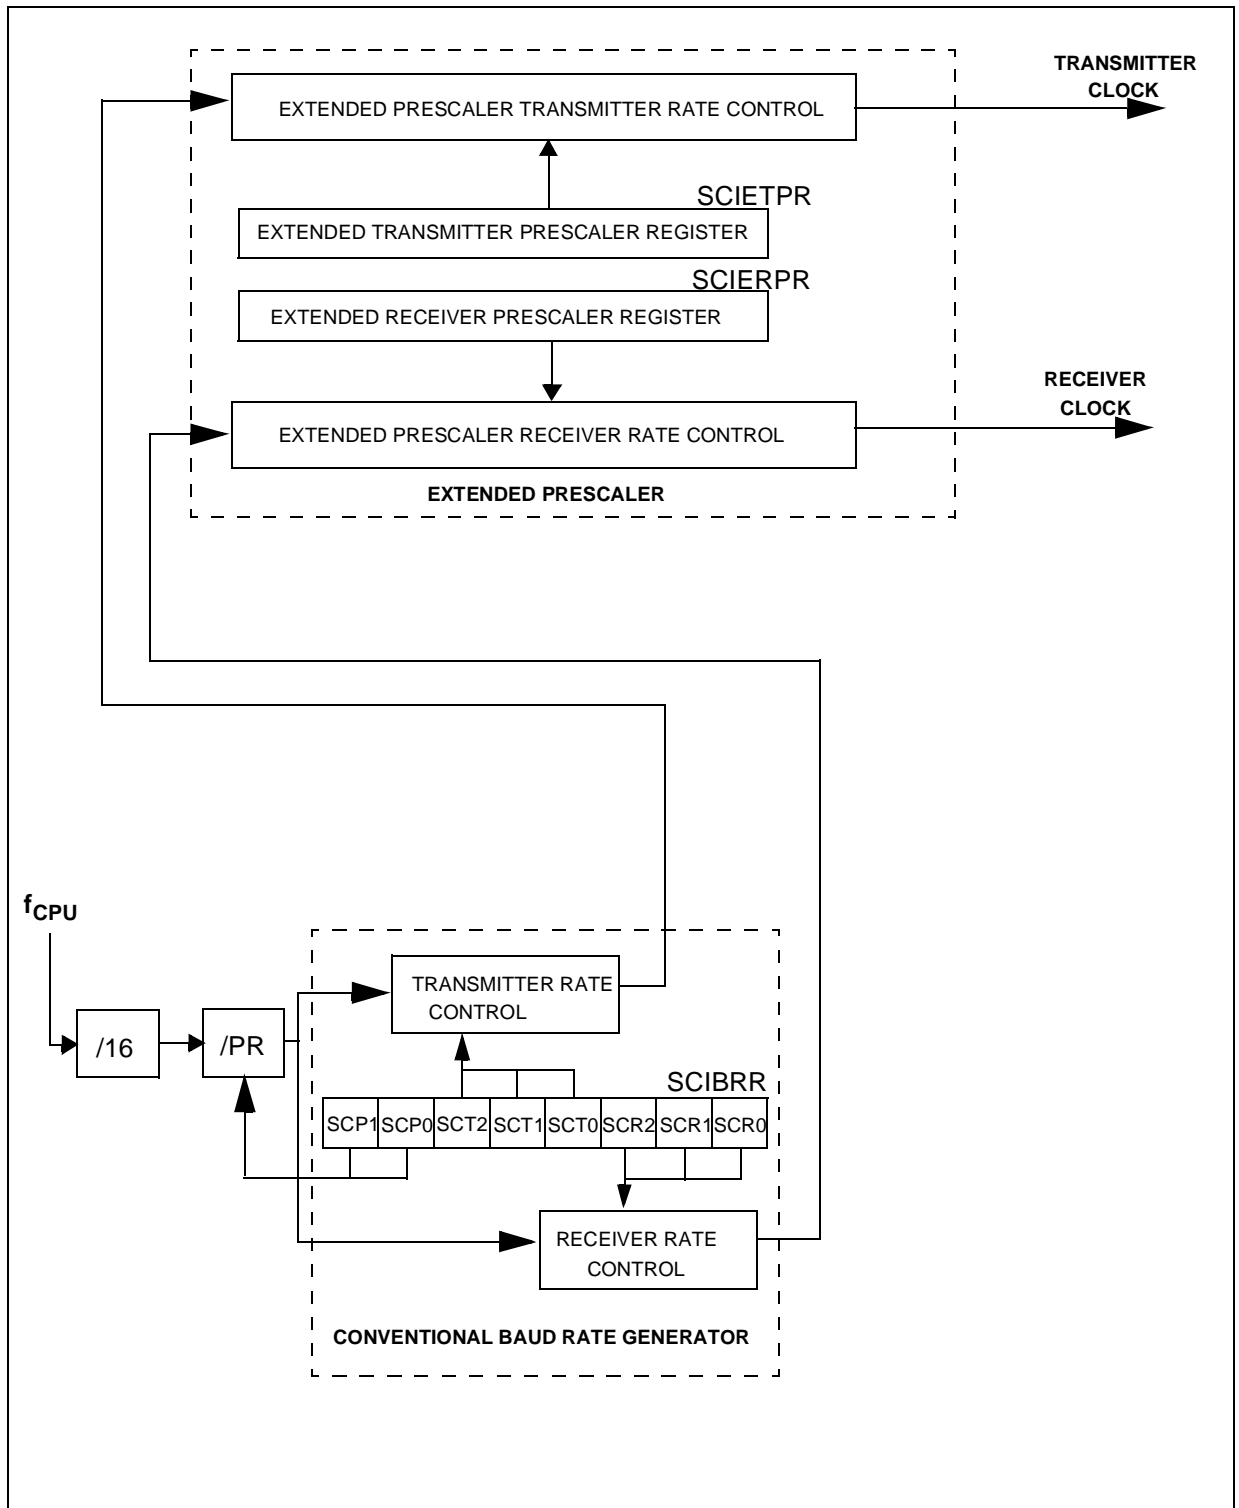 TRANSMITTER
CLOCK
EXTENDED PRESCALER TRANSMITTER RATE CONTROL
SCIETPR
EXTENDED TRANSMITTER PRESCALER REGISTER
SCIERPR
EXTENDED RECEIVER PRESCALER REGISTER
RECEIVER
CLOCK
EXTENDED PRESCALER RECEIVER RATE CONTROL
EXTENDED PRESCALER
fCPU
TRANSMITTER RATE
CONTROL
/16
/PR
SCIBRR
SCP1 SCP0 SCT2 SCT1 SCT0 SCR2 SCR1 SCR0
RECEIVER RATE
CONTROL
CONVENTIONAL BAUD RATE GENERATOR